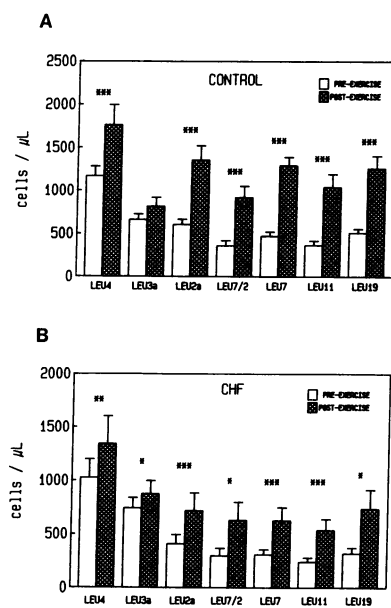 A
CONTROL
PRE-EXERCISE
POST-EXERCISE
cells / µL
2500
2000
1500
1000
500
0
***
***
***
***
***
***
LEU4 LEU3a LEU2a LEU7/2 LEU7 LEU11 LEU19
B
CHF
PRE-EXERCISE
POST-EXERCISE
cells / µL
2000
1500
1000
500
0
**
*
***
*
***
***
*
LEU4 LEU3a LEU2a LEU7/2 LEU7 LEU11 LEU19